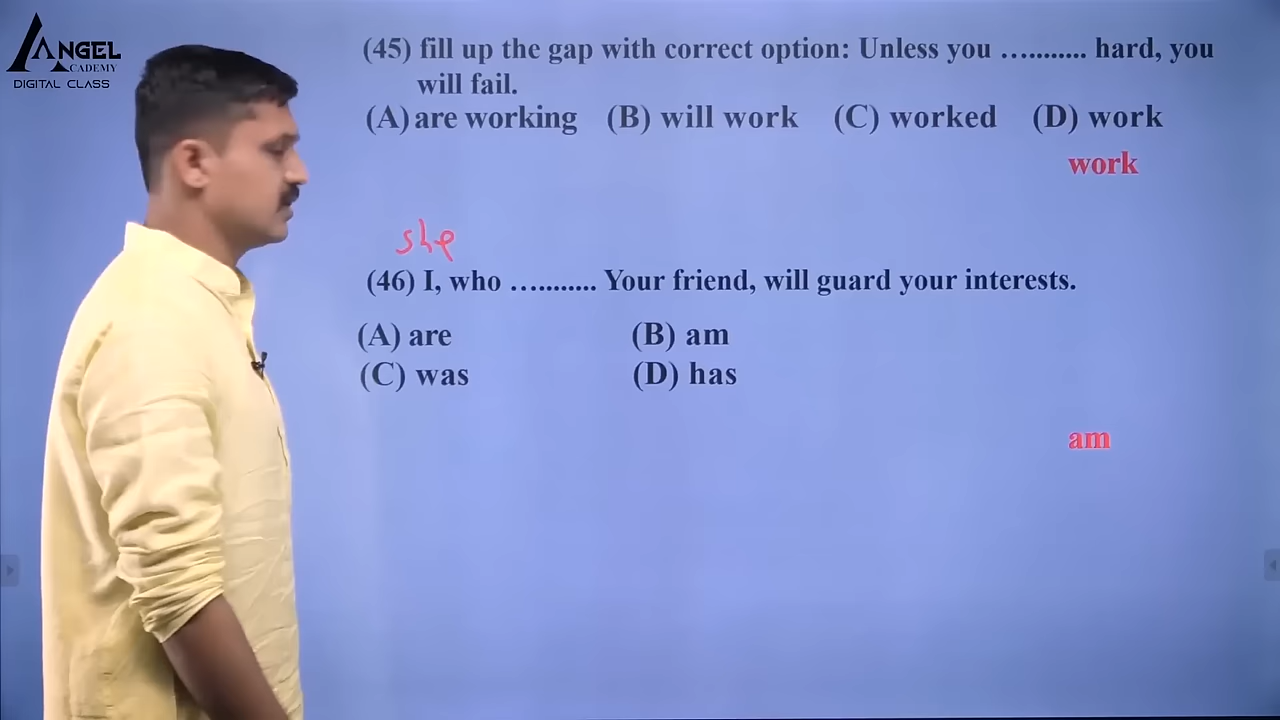 ANGEL
ACADEMY
DIGITAL CLASS
(45) fill up the gap with correct option: Unless you …......... hard, you
will fail.
(A) are working (B) will work (C) worked (D) work
work
she
(46) I, who …......... Your friend, will guard your interests.
(A) are (B) am
(C) was (D) has
am